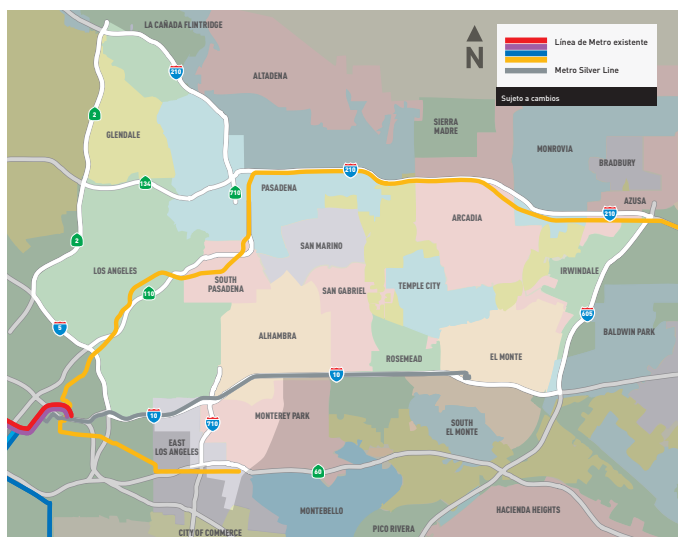 LA CAÑADA FLINTRIDGE
Línea de Metro existente
Metro Silver Line
Sujeto a cambios
N
210
ALTADENA
2
GLENDALE
SIERRA
MADRE
MONROVIA
BRADBURY
134
710
PASADENA
210
AZUSA
210
ARCADIA
2
SAN MARINO
LOS ANGELES
110
SOUTH
PASADENA
SAN GABRIEL
TEMPLE CITY
IRWINDALE
605
5
BALDWIN PARK
ALHAMBRA
ROSEMEAD
EL MONTE
10
10
710
MONTEREY PARK
SOUTH
EL MONTE
EAST
LOS ANGELES
60
MONTEBELLO
HACIENDA HEIGHTS
CITY OF COMMERCE
PICO RIVERA